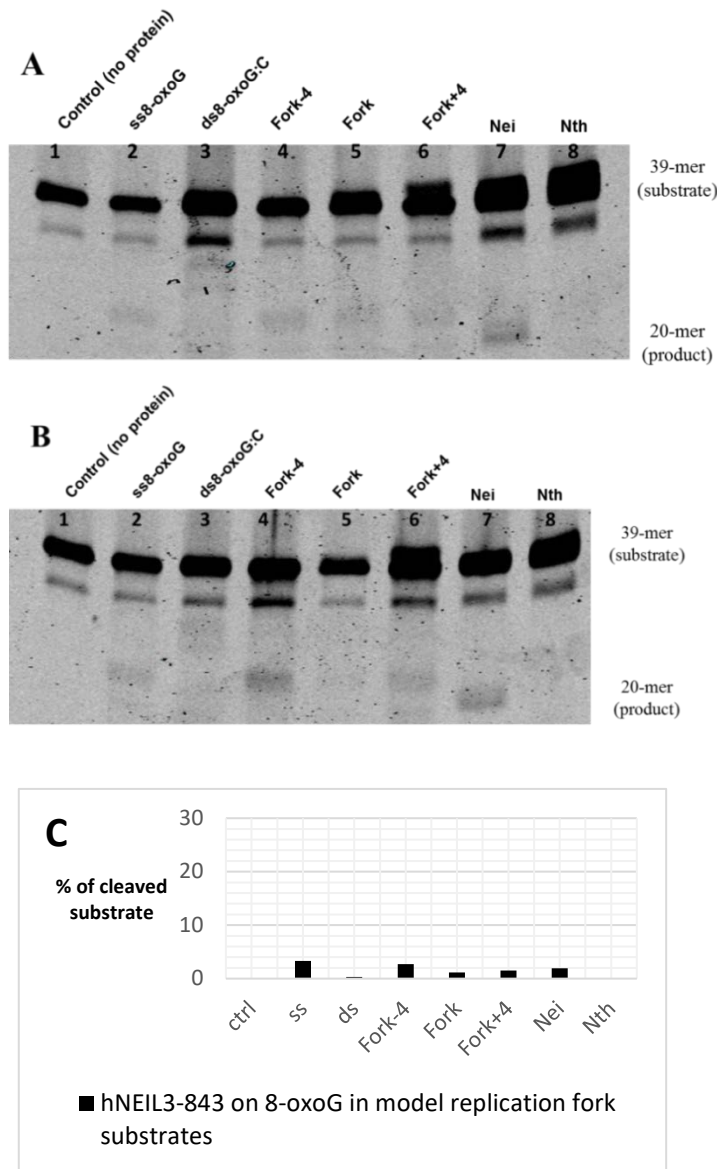 A
Control (no protein)
ss8-oxoG
ds8-oxoG:C
Fork-4
Fork
Fork+4
Nei
Nth
1 2 3 4 5 6 7 8
39-mer
(substrate)
20-mer
(product)
B
Control (no protein)
ss8-oxoG
ds8-oxoG:C
Fork-4
Fork
Fork+4
Nei
Nth
1 2 3 4 5 6 7 8
39-mer
(substrate)
20-mer
(product)
C
% of cleaved
substrate
30
20
10
0
ctrl
ss
ds
Fork-4
Fork
Fork+4
Nei
Nth
hNEIL3-843 on 8-oxoG in model replication fork
substrates